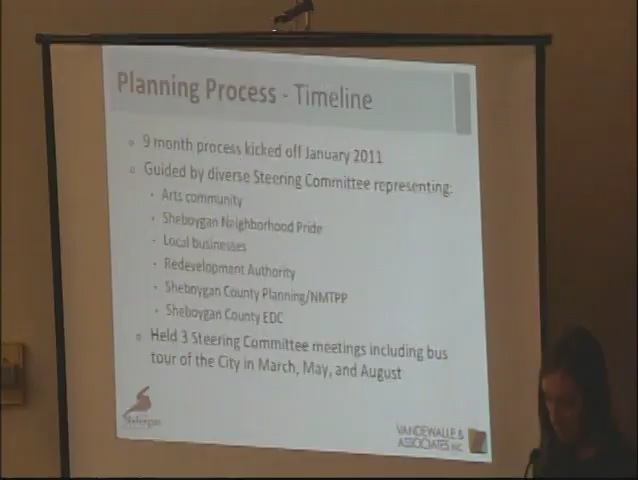 Planning Process - Timeline
9 month process kicked off January 2011
Guided by diverse Steering Committee representing:
Arts community
Sheboygan Neighborhood Pride
Local businesses
Redevelopment Authority
Sheboygan County Planning/NMTPP
Sheboygan County EDC
Held 3 Steering Committee meetings including bus
tour of the City in March, May, and August
Sheboygan
VANDEWALLE &
ASSOCIATES INC.